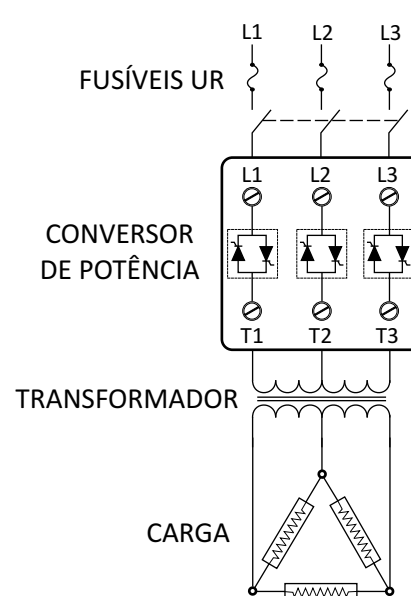 L1 L2 L3
FUSÍVEIS UR
L1 L2 L3
CONVERSOR
DE POTÊNCIA
T1 T2 T3
TRANSFORMADOR
CARGA